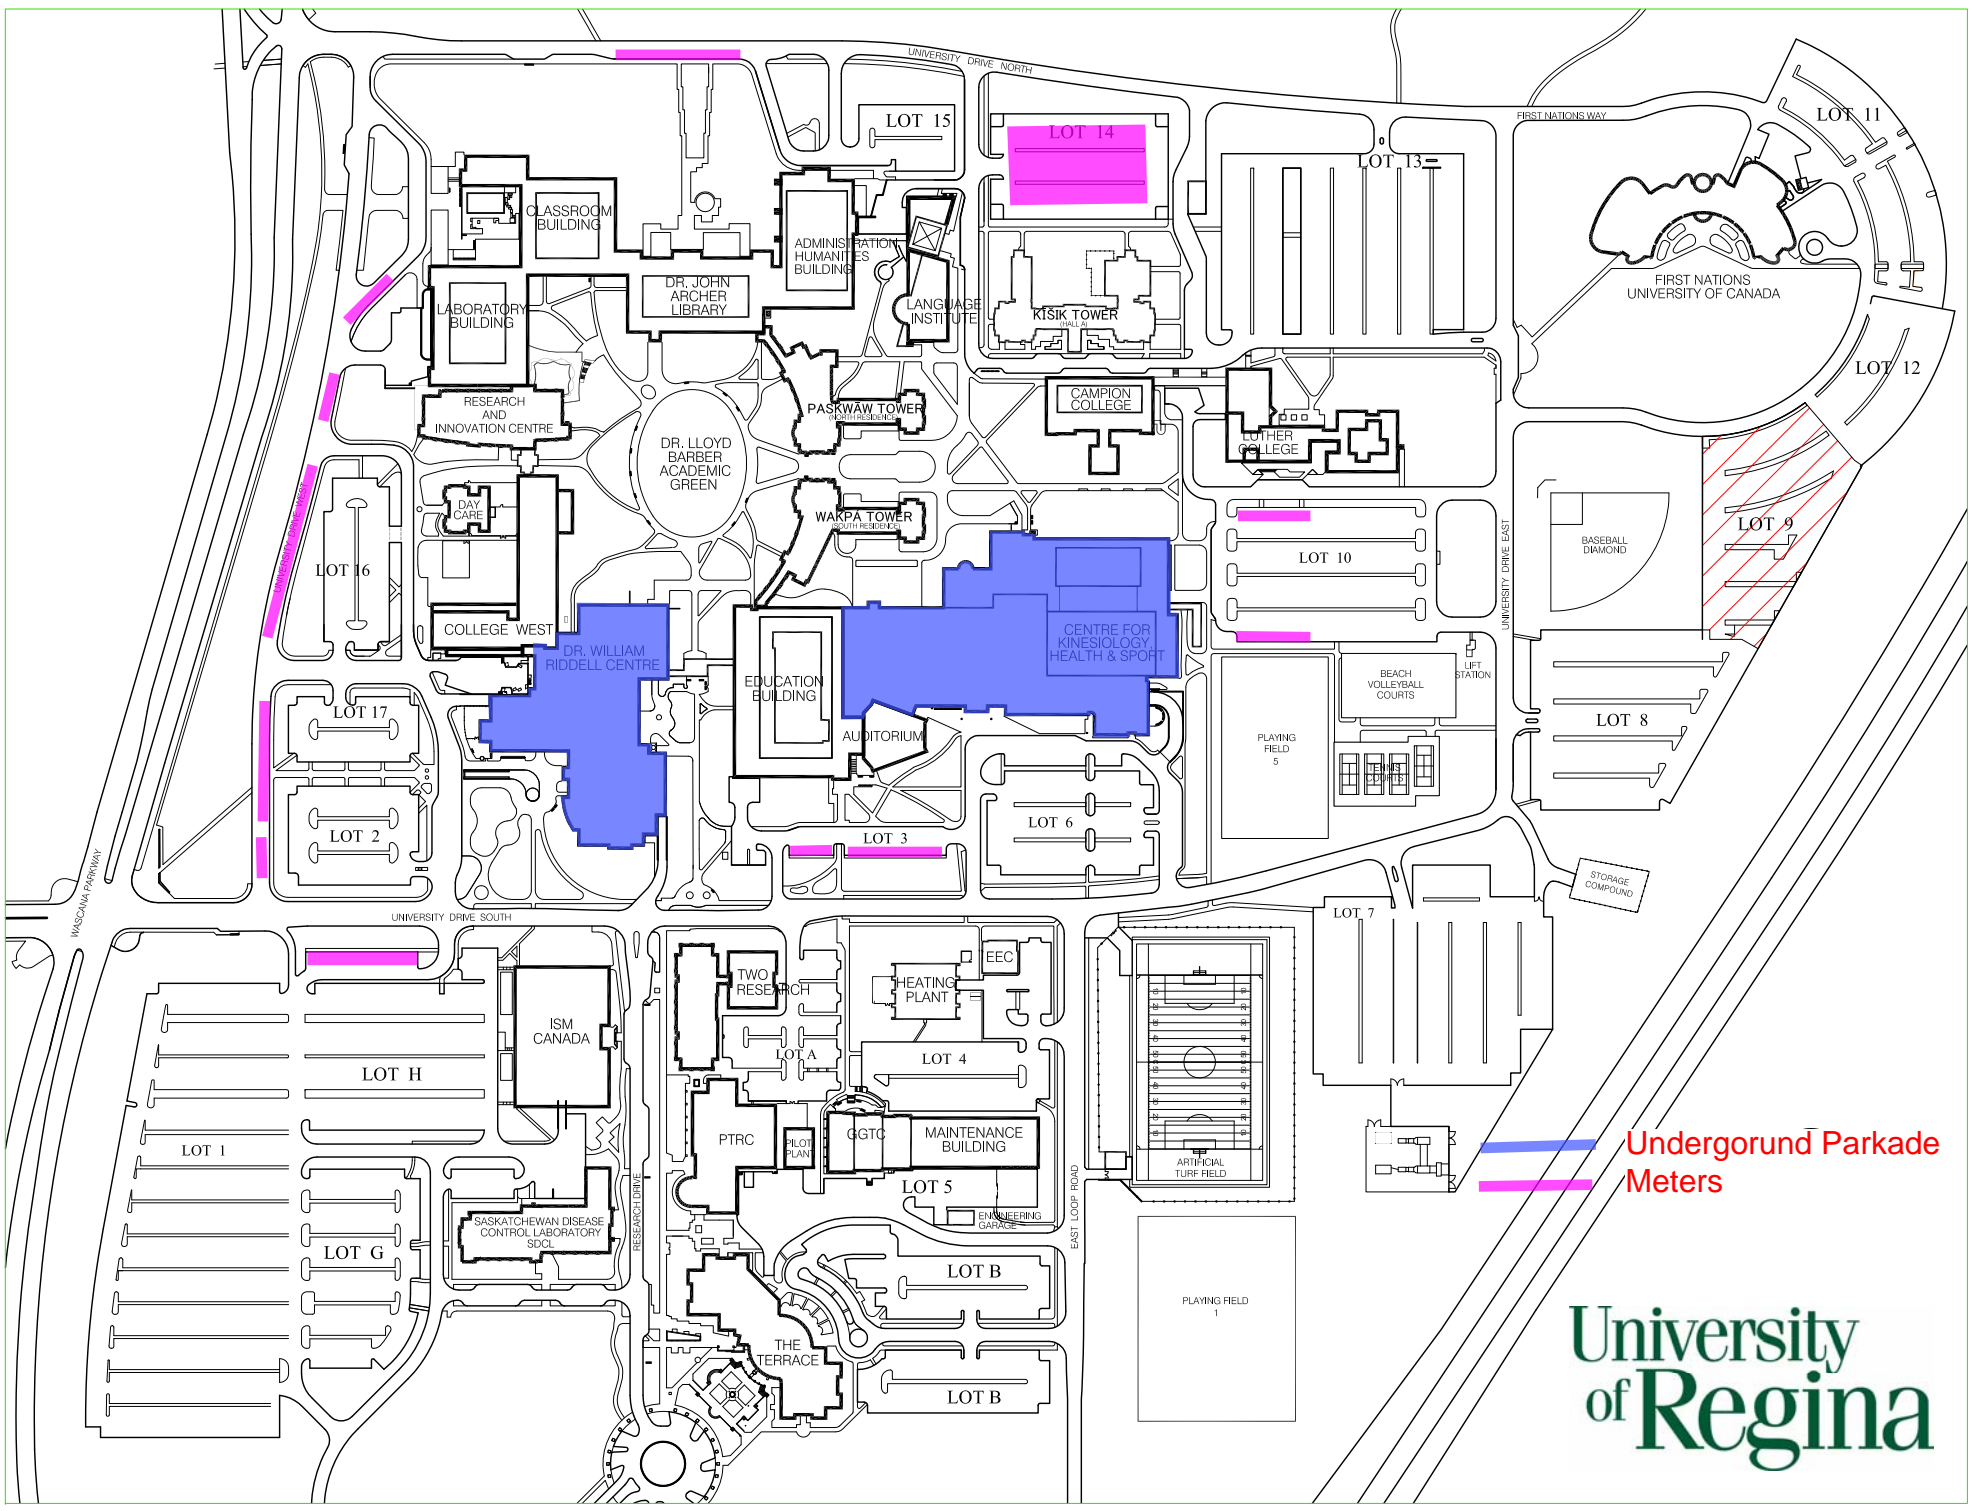 UNIVERSITY DRIVE NORTH
FIRST NATIONS WAY
LOT 11
LOT 15
LOT 14
LOT 13
CLASSROOM
BUILDING
ADMINISTRATION
HUMANITIES
BUILDING
DR. JOHN
ARCHER
LIBRARY
LABORATORY
BUILDING
LANGUAGE
INSTITUTE
KĪSIK TOWER
(HALL A)
FIRST NATIONS
UNIVERSITY OF CANADA
LOT 12
RESEARCH
AND
INNOVATION CENTRE
PASKWĀW TOWER
(NORTH RESIDENCE)
CAMPION
COLLEGE
LUTHER
COLLEGE
DR. LLOYD
BARBER
ACADEMIC
GREEN
DAY
CARE
WAKPÁ TOWER
(SOUTH RESIDENCE)
UNIVERSITY DRIVE WEST
LOT 16
LOT 10
UNIVERSITY DRIVE EAST
BASEBALL
DIAMOND
LOT 9
COLLEGE WEST
DR. WILLIAM
RIDDELL CENTRE
CENTRE FOR
KINESIOLOGY,
HEALTH & SPORT
EDUCATION
BUILDING
AUDITORIUM
BEACH
VOLLEYBALL
COURTS
LIFT
STATION
LOT 17
LOT 8
PLAYING
FIELD
5
TENNIS
COURTS
LOT 2
LOT 3
LOT 6
WASCANA PARKWAY
STORAGE
COMPOUND
UNIVERSITY DRIVE SOUTH
LOT 7
TWO
RESEARCH
HEATING
PLANT
EEC
ISM
CANADA
LOT A
LOT 4
LOT H
LOT 1
PTRC
PILOT
PLANT
GGTC
MAINTENANCE
BUILDING
ARTIFICIAL
TURF FIELD
Undergorund Parkade
Meters
RESEARCH DRIVE
EAST LOOP ROAD
LOT 5
ENGINEERING
GARAGE
SASKATCHEWAN DISEASE
CONTROL LABORATORY
SDCL
LOT G
LOT B
PLAYING FIELD
1
THE
TERRACE
LOT B
University
of Regina